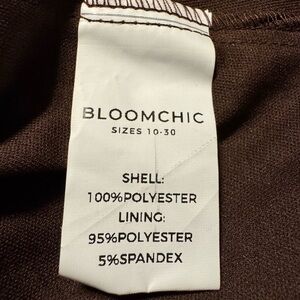 BLOOMCHIC
SIZES 10-30
SHELL:
100%POLYESTER
LINING:
95%POLYESTER
5%SPANDEX